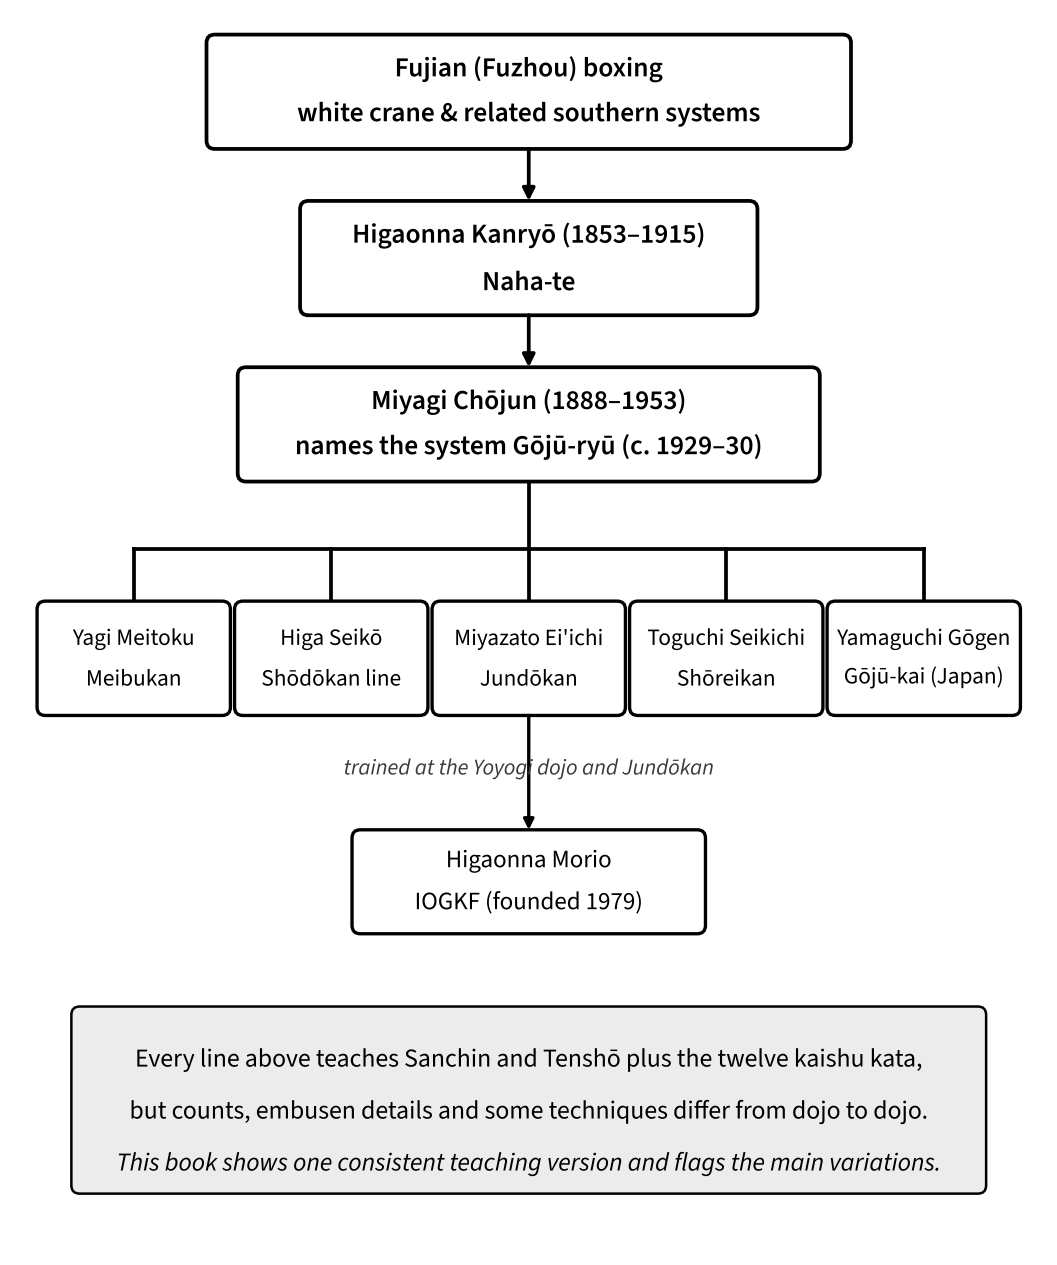 Fujian (Fuzhou) boxing
white crane & related southern systems
Higaonna Kanryō (1853–1915)
Naha-te
Miyagi Chōjun (1888–1953)
names the system Gōjū-ryū (c. 1929–30)
Yagi Meitoku
Meibukan
Higa Seikō
Shōdōkan line
Miyazato Ei'ichi
Jundōkan
Toguchi Seikichi
Shōreikan
Yamaguchi Gōgen
Gōjū-kai (Japan)
trained at the Yoyogi dojo and Jundōkan
Higaonna Morio
IOGKF (founded 1979)
Every line above teaches Sanchin and Tenshō plus the twelve kaishu kata,
but counts, embusen details and some techniques differ from dojo to dojo.
This book shows one consistent teaching version and flags the main variations.